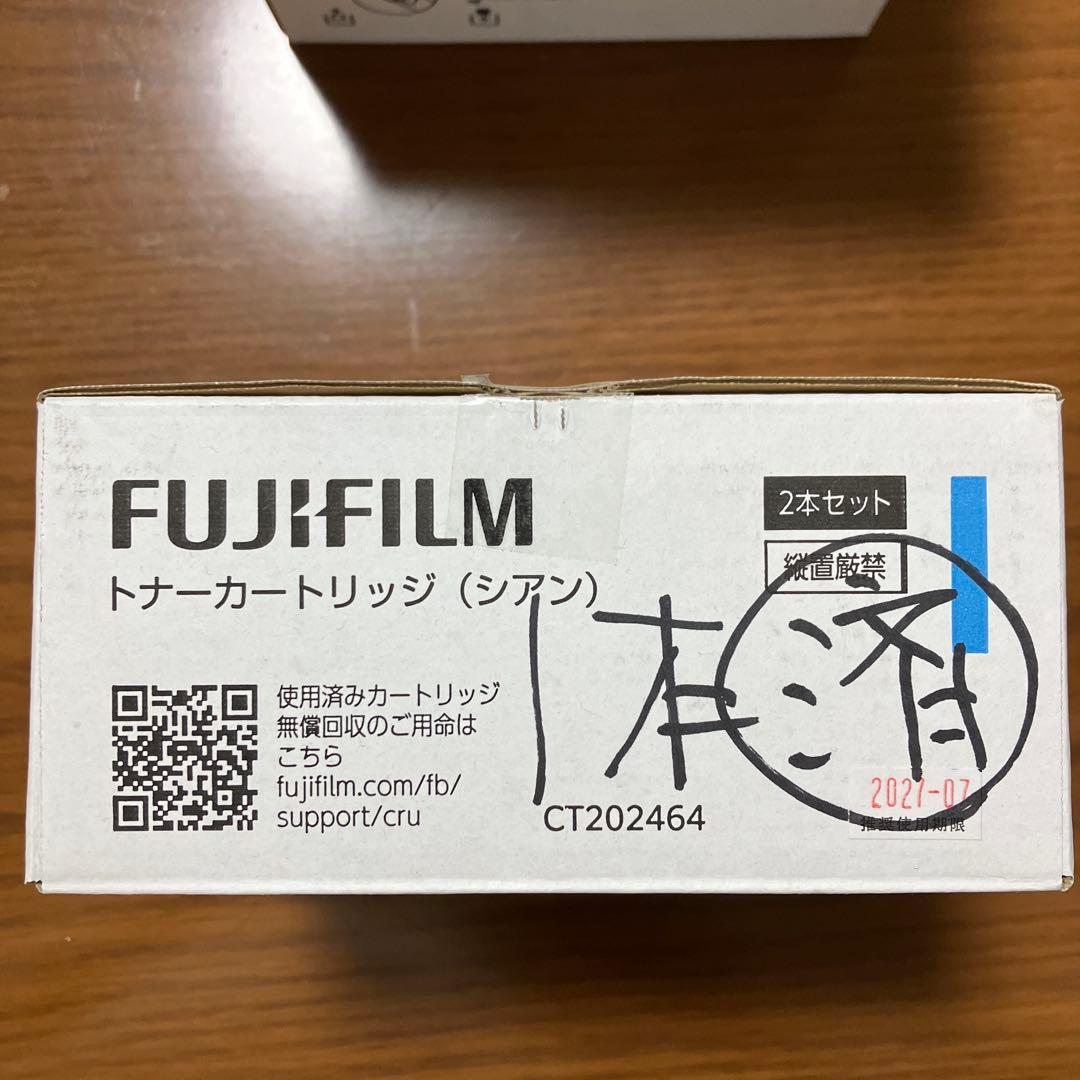 FUJIFILM
トナーカートリッジ（シアン）
2本セット
縦置厳禁
1本済
使用済みカートリッジ
無償回収のご用命は
こちら
fujifilm.com/fb/
support/cru
CT202464
2027-07
推奨使用期限